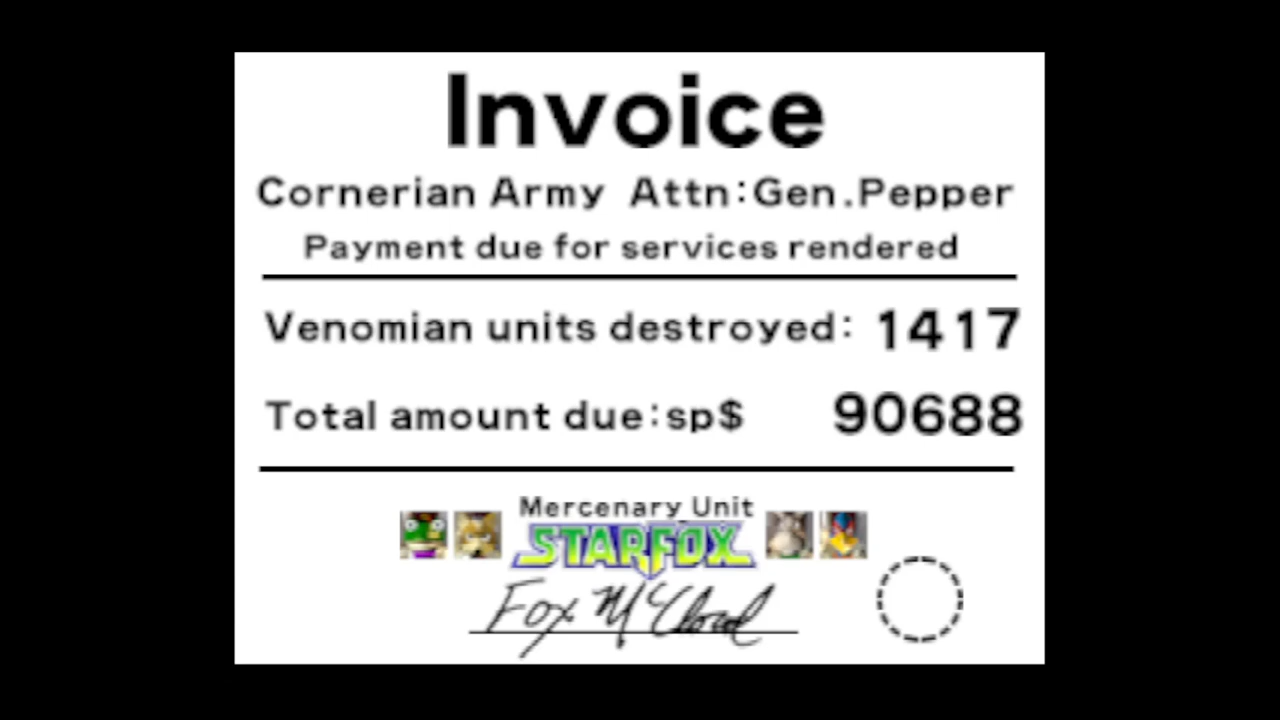 Invoice
Cornerian Army Attn:Gen.Pepper
Payment due for services rendered
Venomian units destroyed: 1417
Total amount due:sp$ 90688
Mercenary Unit
STARFOX
Fox McCloud